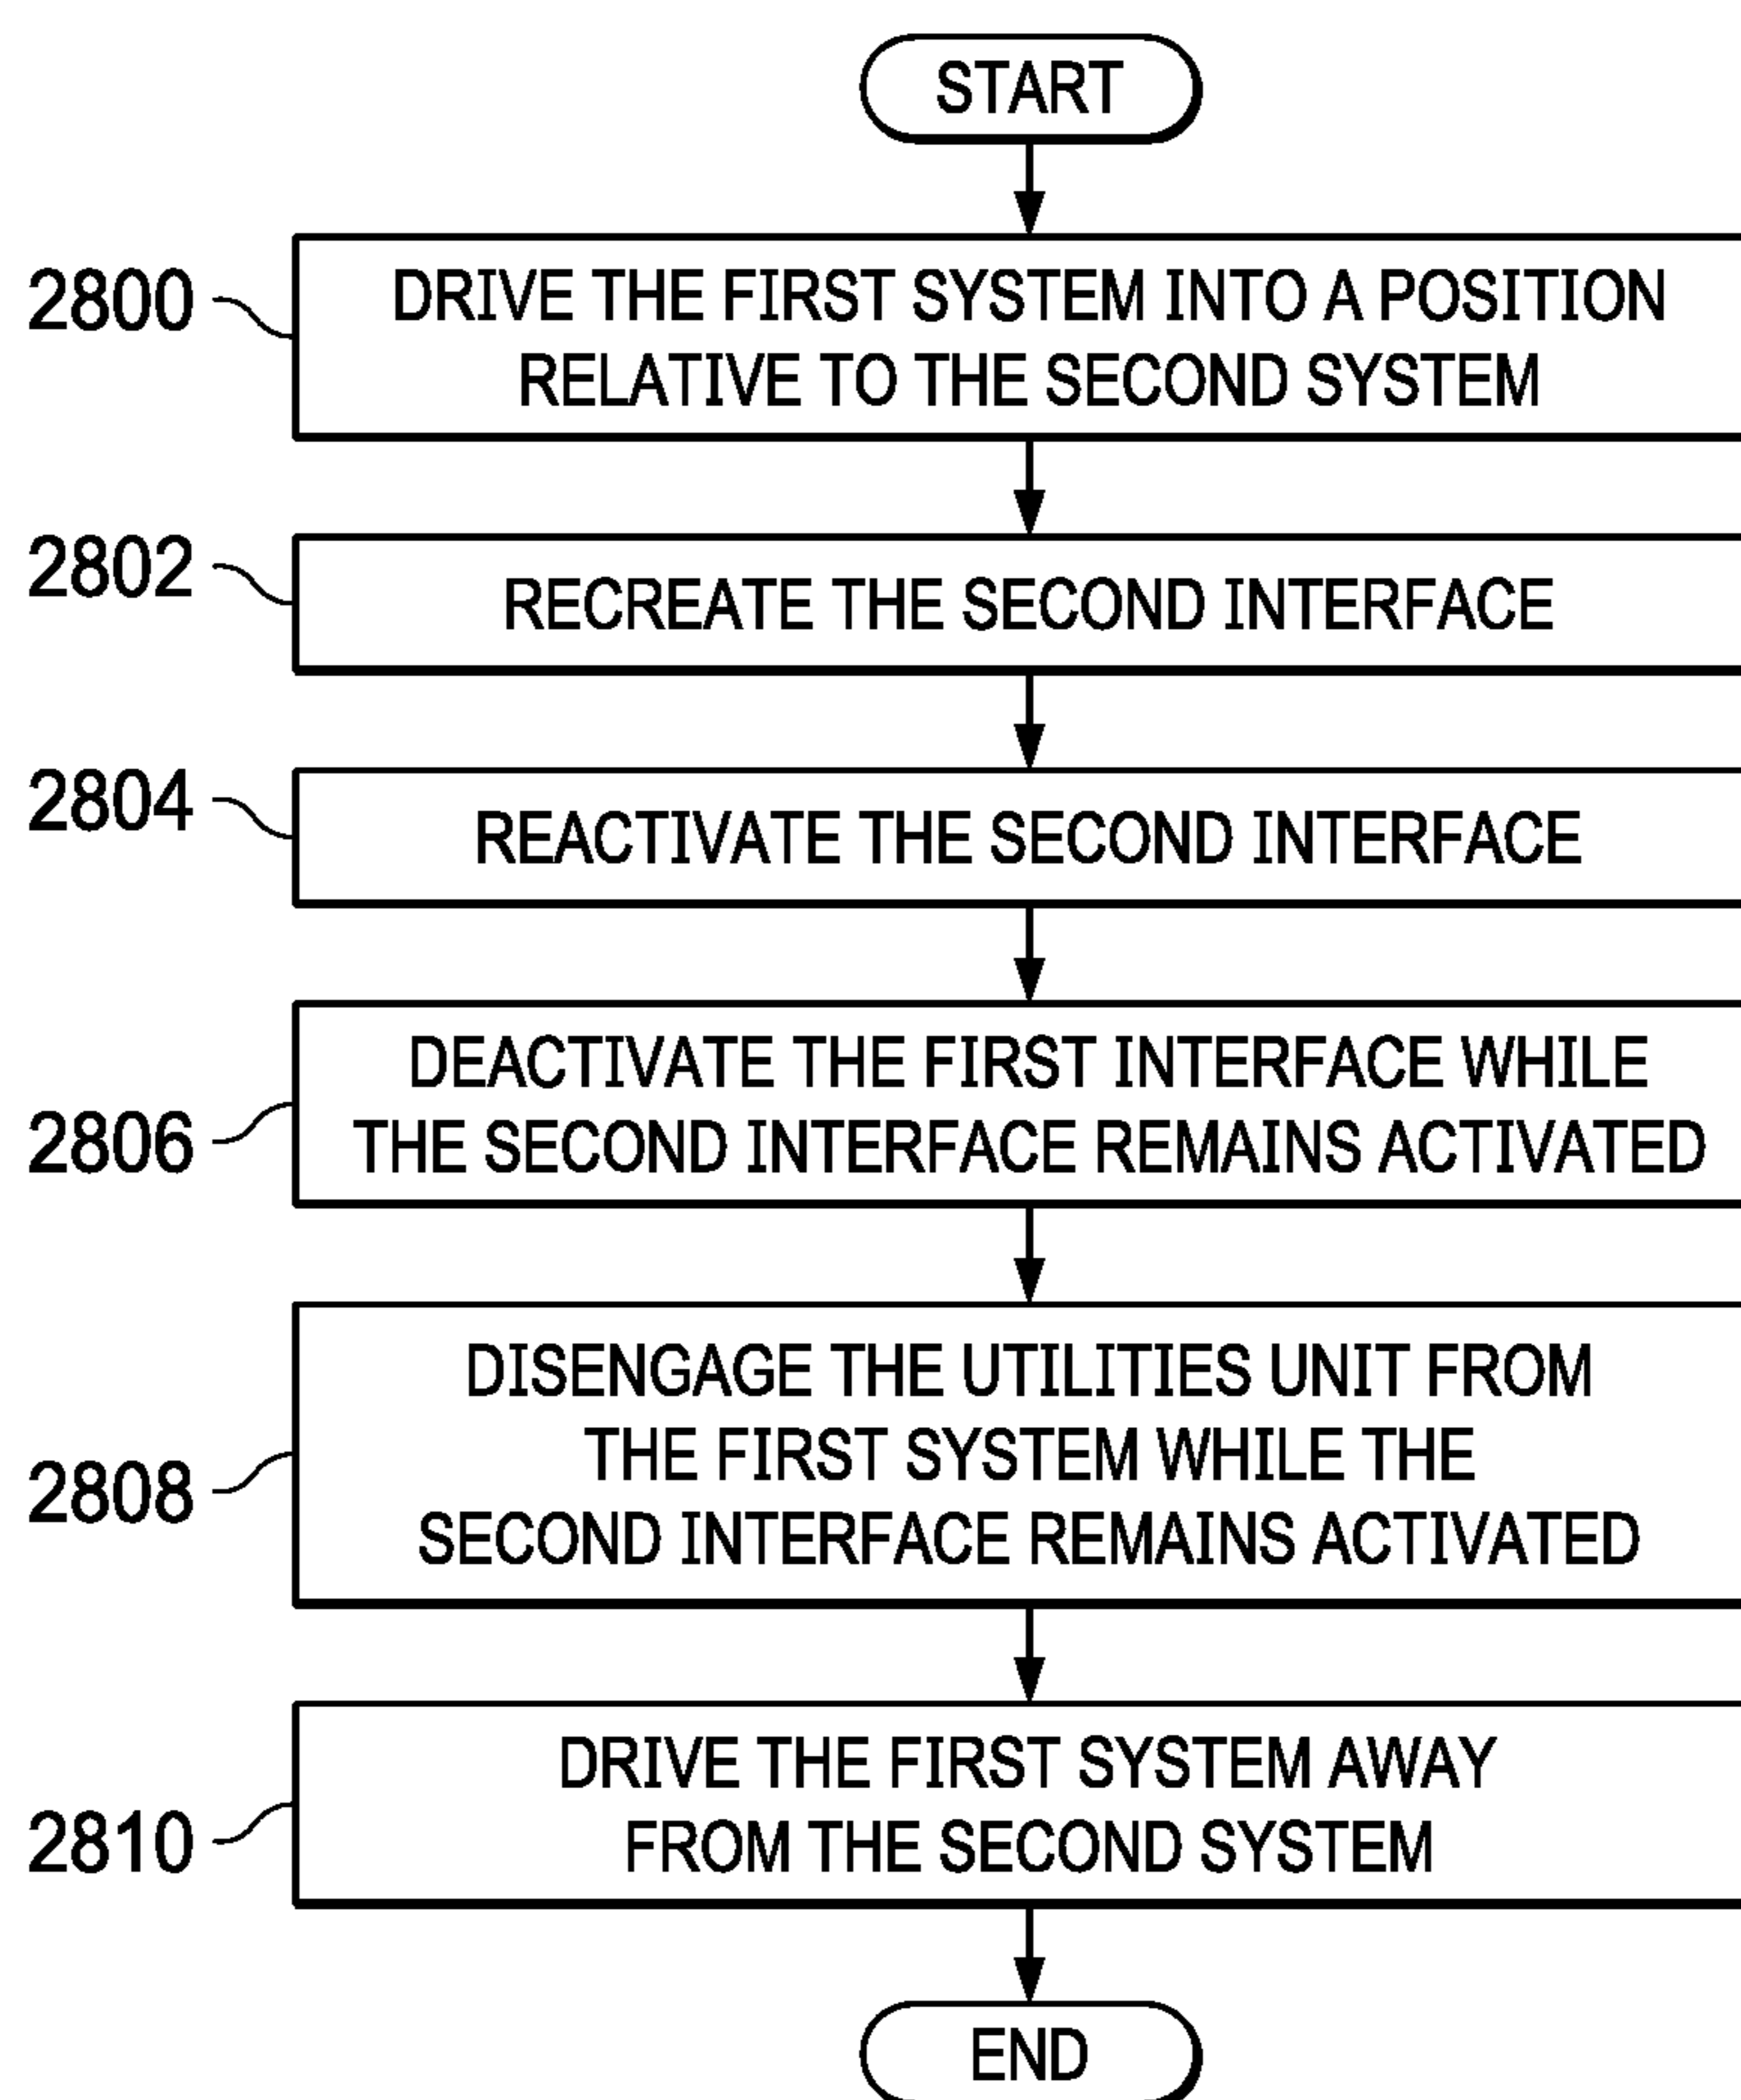 START
2800
DRIVE THE FIRST SYSTEM INTO A POSITION
RELATIVE TO THE SECOND SYSTEM
2802
RECREATE THE SECOND INTERFACE
2804
REACTIVATE THE SECOND INTERFACE
2806
DEACTIVATE THE FIRST INTERFACE WHILE
THE SECOND INTERFACE REMAINS ACTIVATED
2808
DISENGAGE THE UTILITIES UNIT FROM
THE FIRST SYSTEM WHILE THE
SECOND INTERFACE REMAINS ACTIVATED
2810
DRIVE THE FIRST SYSTEM AWAY
FROM THE SECOND SYSTEM
END